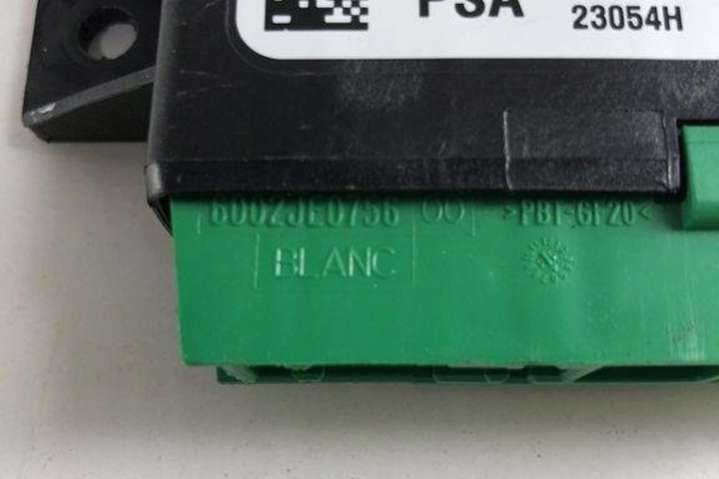 PSA
23054H
6002JE0756 00 >PBT-GF20<
BLANC